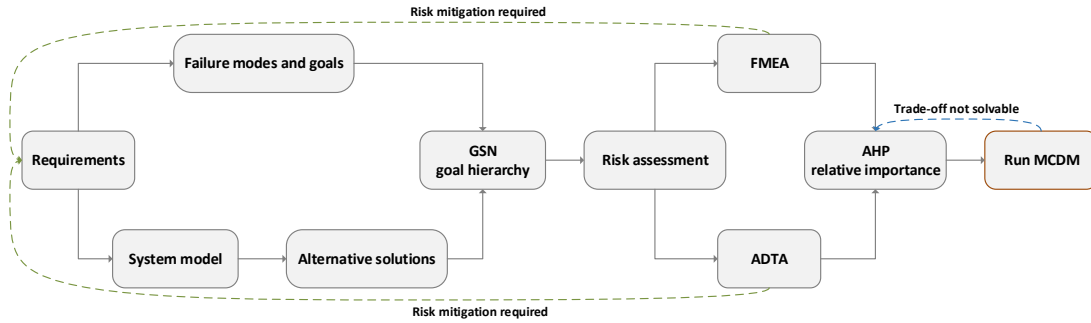 Risk mitigation required
Failure modes and goals
FMEA
Trade-off not solvable
Requirements
GSN
goal hierarchy
Risk assessment
AHP
relative importance
Run MCDM
System model
Alternative solutions
ADTA
Risk mitigation required